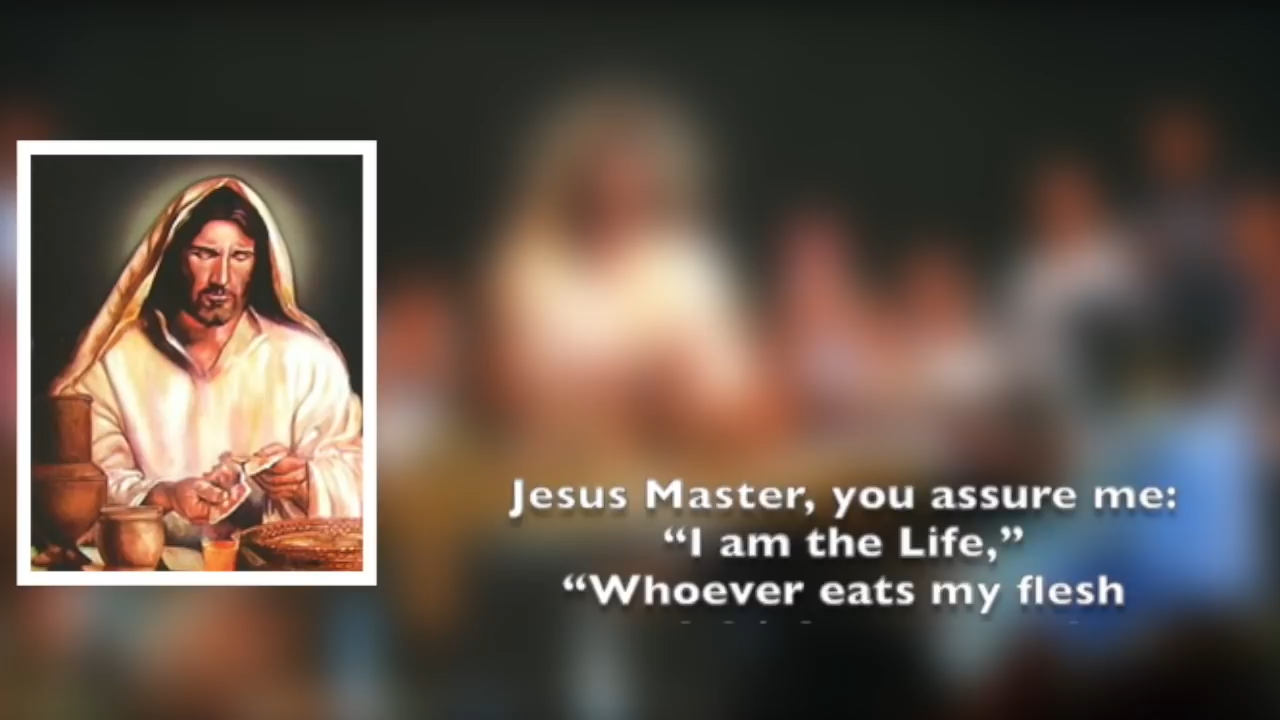 Jesus Master, you assure me:
“I am the Life,”
“Whoever eats my flesh